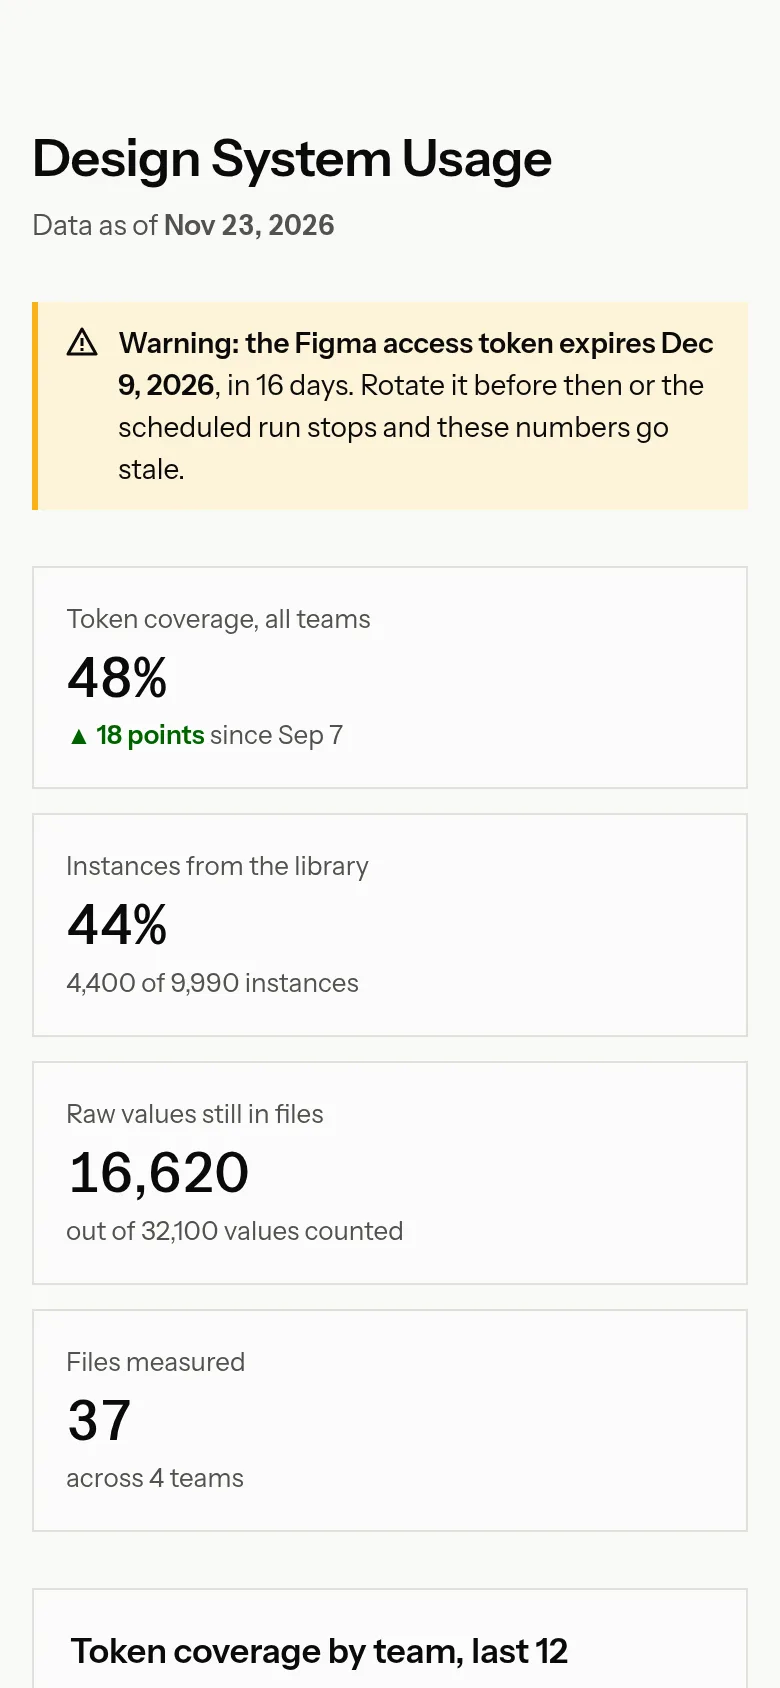 Design System Usage
Data as of Nov 23, 2026
Warning: the Figma access token expires Dec
9, 2026, in 16 days. Rotate it before then or the
scheduled run stops and these numbers go
stale.
Token coverage, all teams
48%
▲ 18 points since Sep 7
Instances from the library
44%
4,400 of 9,990 instances
Raw values still in files
16,620
out of 32,100 values counted
Files measured
37
across 4 teams
Token coverage by team, last 12